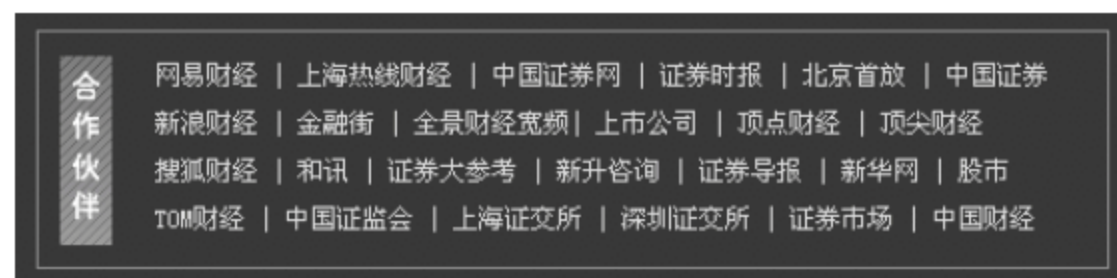 合作伙伴
网易财经 | 上海热线财经 | 中国证券网 | 证券时报 | 北京首放 | 中国证券
新浪财经 | 金融街 | 全景财经宽频| 上市公司 | 顶点财经 | 顶尖财经
搜狐财经 | 和讯 | 证券大参考 | 新升咨询 | 证券导报 | 新华网 | 股市
TOM财经 | 中国证监会 | 上海证交所 | 深圳证交所 | 证券市场 | 中国财经